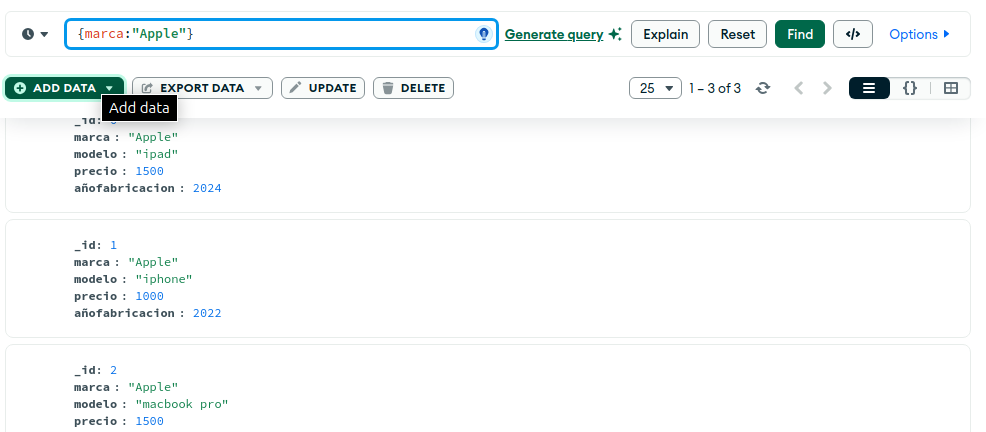 {marca:"Apple"}
Generate query
Explain
Reset
Find
</>
Options
ADD DATA
EXPORT DATA
UPDATE
DELETE
25
1 – 3 of 3
{}
Add data
_id:
marca : "Apple"
modelo : "ipad"
precio : 1500
añofabricacion : 2024
_id: 1
marca : "Apple"
modelo : "iphone"
precio : 1000
añofabricacion : 2022
_id: 2
marca : "Apple"
modelo : "macbook pro"
precio : 1500